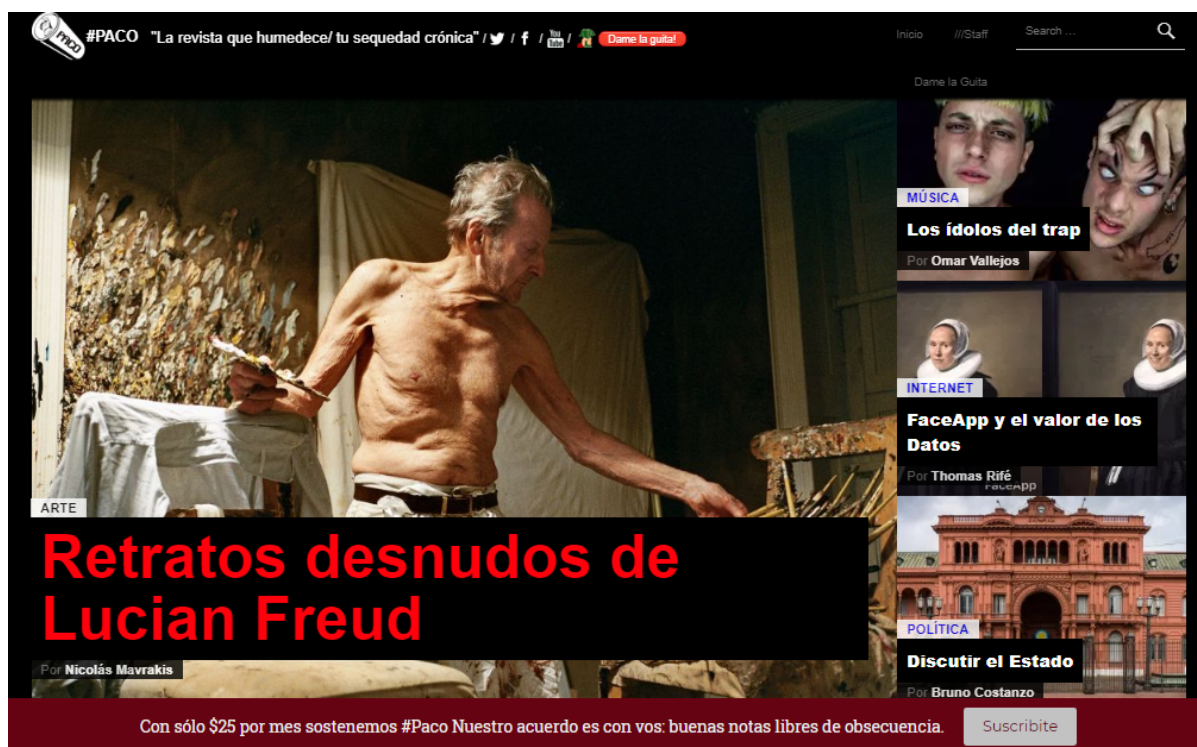 PACO
#PACO "La revista que humedece/ tu sequedad crónica" / / f / You Tube / Dame la guita!
Inicio ///Staff Search ...
Dame la Guita
ARTE
Retratos desnudos de
Lucian Freud
Por Nicolás Mavrakis
MÚSICA
Los ídolos del trap
Por Omar Vallejos
INTERNET
FaceApp y el valor de los
Datos
Por Thomas Rifé
FaceApp
POLÍTICA
Discutir el Estado
Por Bruno Costanzo
Con sólo $25 por mes sostenemos #Paco Nuestro acuerdo es con vos: buenas notas libres de obsecuencia. Suscribite